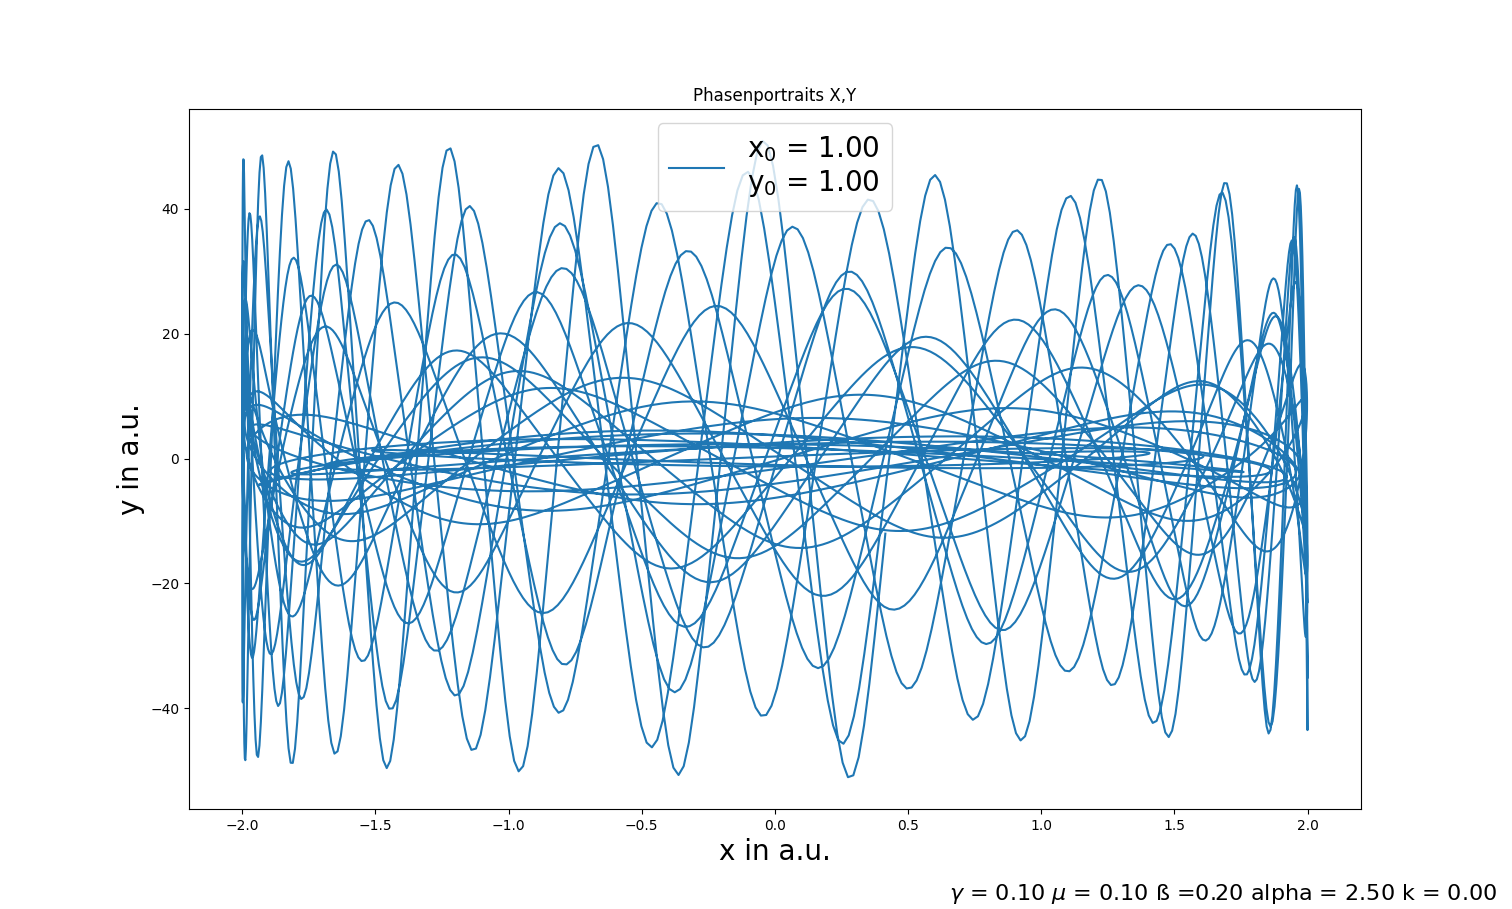 Phasenportraits X,Y
x₀ = 1.00
y₀ = 1.00
y in a.u.
40
20
0
−20
−40
−2.0 −1.5 −1.0 −0.5 0.0 0.5 1.0 1.5 2.0
x in a.u.
γ = 0.10 μ = 0.10 ß =0.20 alpha = 2.50 k = 0.00